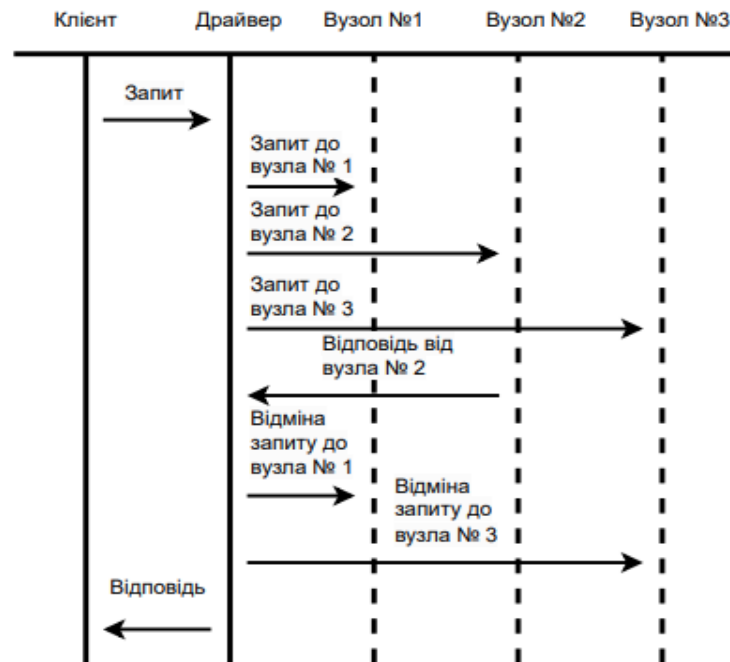 Клієнт Драйвер Вузол №1 Вузол №2 Вузол №3
Запит
Запит до
вузла № 1
Запит до
вузла № 2
Запит до
вузла № 3
Відповідь від
вузла № 2
Відміна
запиту до
вузла № 1
Відміна
запиту до
вузла № 3
Відповідь